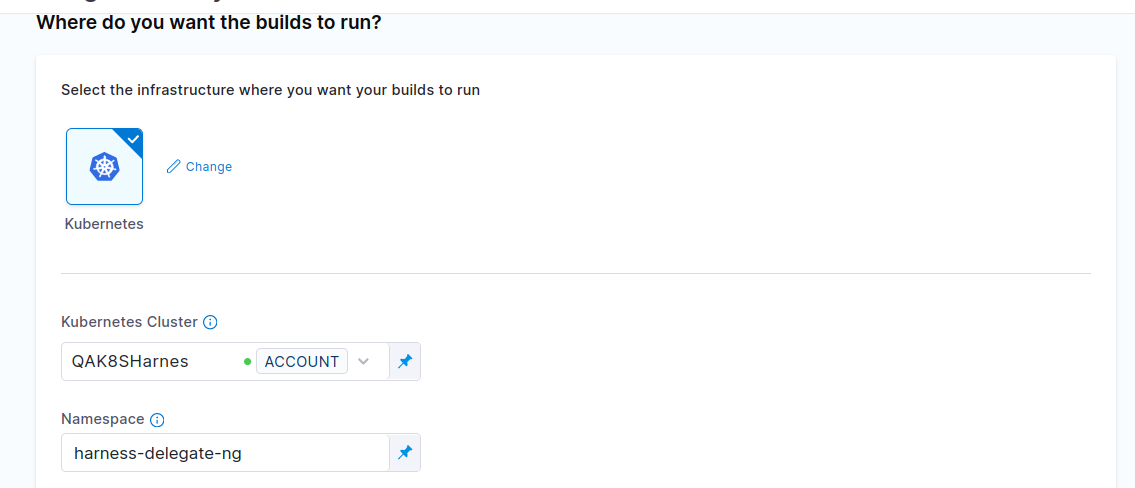 Where do you want the builds to run?
Select the infrastructure where you want your builds to run
Change
Kubernetes
Kubernetes Cluster
QAK8SHarnes ACCOUNT
Namespace
harness-delegate-ng